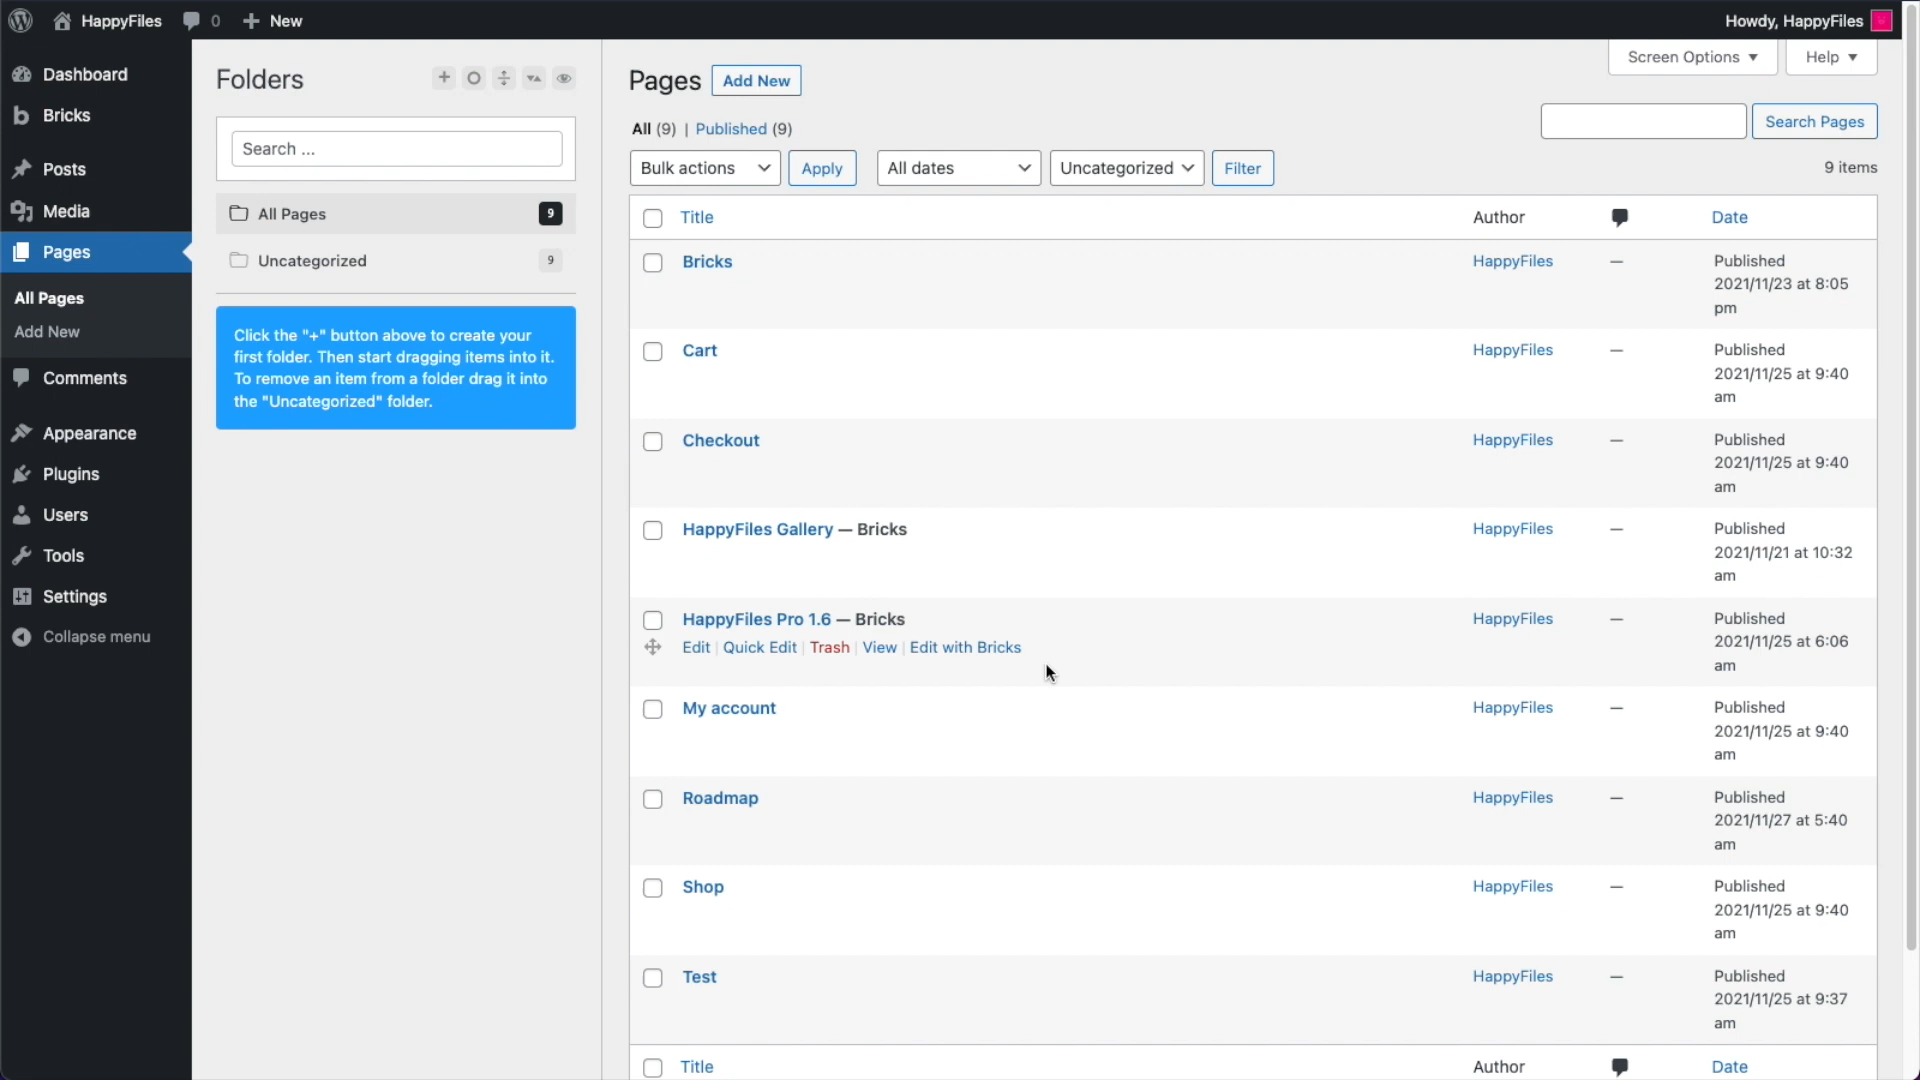 HappyFiles 0 New Howdy, HappyFiles
Dashboard
Bricks
Posts
Media
Pages
All Pages
Add New
Comments
Appearance
Plugins
Users
Tools
Settings
Collapse menu
Folders
Search ...
All Pages 9
Uncategorized 9
Click the "+" button above to create your
first folder. Then start dragging items into it.
To remove an item from a folder drag it into
the "Uncategorized" folder.
Screen Options Help
Pages Add New
All (9) | Published (9)
Search Pages
Bulk actions Apply All dates Uncategorized Filter 9 items
Title Author Date
Bricks HappyFiles — Published
2021/11/23 at 8:05
pm
Cart HappyFiles — Published
2021/11/25 at 9:40
am
Checkout HappyFiles — Published
2021/11/25 at 9:40
am
HappyFiles Gallery — Bricks HappyFiles — Published
2021/11/21 at 10:32
am
HappyFiles Pro 1.6 — Bricks HappyFiles — Published
Edit | Quick Edit | Trash | View | Edit with Bricks 2021/11/25 at 6:06
am
My account HappyFiles — Published
2021/11/25 at 9:40
am
Roadmap HappyFiles — Published
2021/11/27 at 5:40
am
Shop HappyFiles — Published
2021/11/25 at 9:40
am
Test HappyFiles — Published
2021/11/25 at 9:37
am
Title Author Date